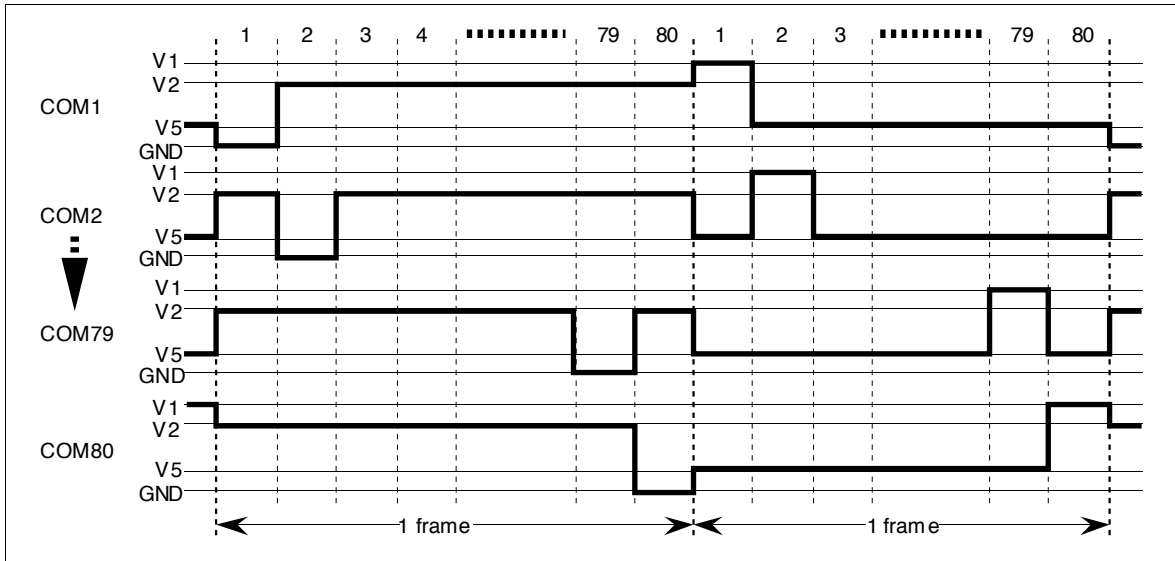 1 2 3 4 79 80 1 2 3 79 80
V1
V2
COM1
V5
GND
V1
V2
COM2
V5
GND
V1
V2
COM79
V5
GND
V1
V2
COM80
V5
GND
1 frame 1 frame